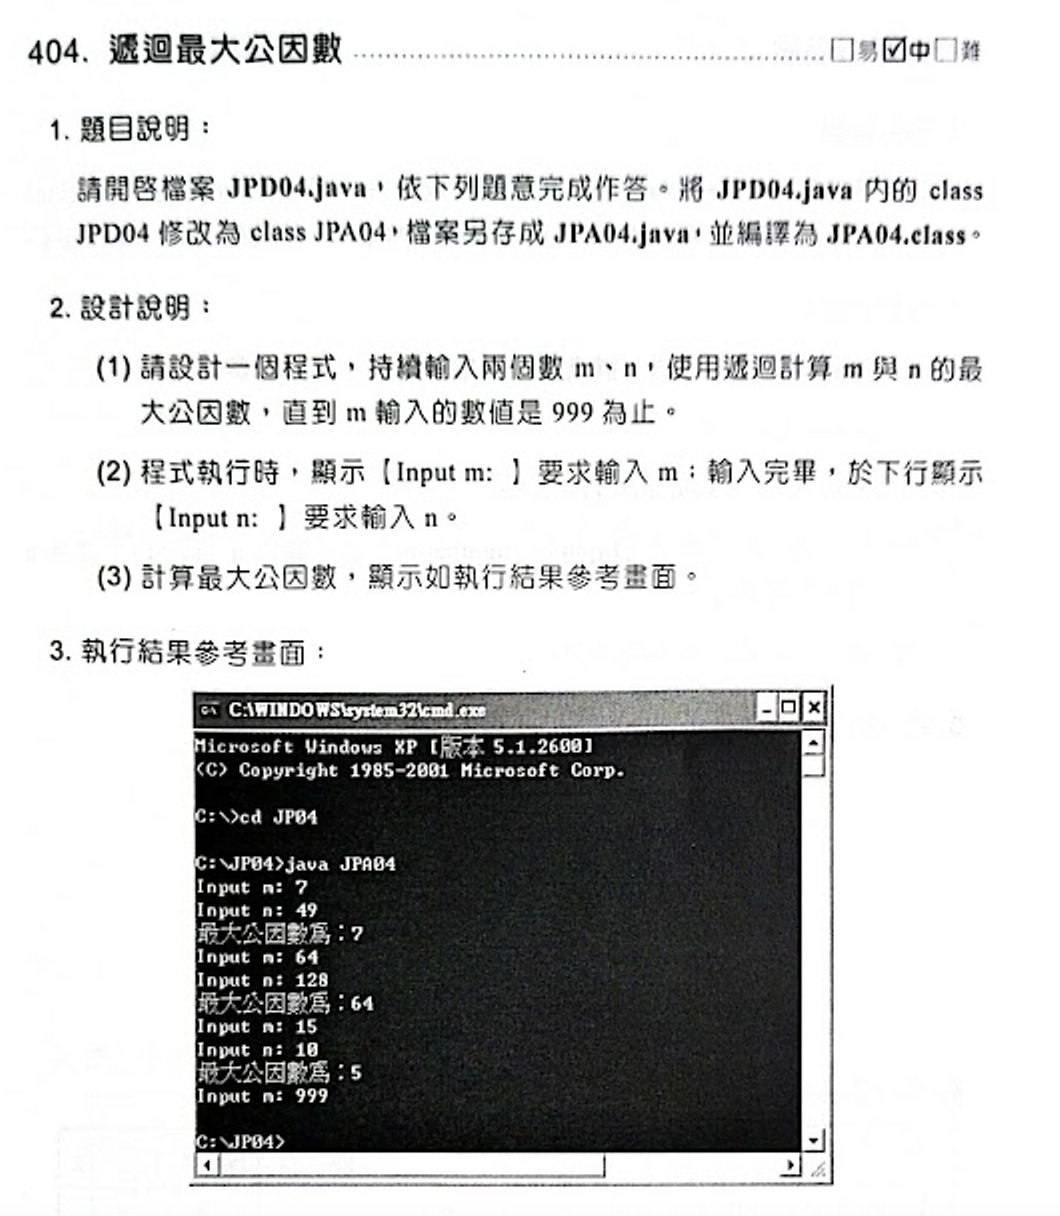 404. 遞迴最大公因數 ........................................ □易☑中□難
1. 題目說明：
請開啟檔案 JPD04.java，依下列題意完成作答。將 JPD04.java 內的 class
JPD04 修改為 class JPA04，檔案另存成 JPA04.java，並編譯為 JPA04.class。
2. 設計說明：
(1) 請設計一個程式，持續輸入兩個數 m、n，使用遞迴計算 m 與 n 的最
大公因數，直到 m 輸入的數值是 999 為止。
(2) 程式執行時，顯示【Input m: 】要求輸入 m；輸入完畢，於下行顯示
【Input n: 】要求輸入 n。
(3) 計算最大公因數，顯示如執行結果參考畫面。
3. 執行結果參考畫面：
C:\WINDOWS\system32\cmd.exe
Microsoft Windows XP [版本 5.1.2600]
(C) Copyright 1985-2001 Microsoft Corp.
C:\>cd JP04
C:\JP04>java JPA04
Input m: 7
Input n: 49
最大公因數為：7
Input m: 64
Input n: 128
最大公因數為：64
Input m: 15
Input n: 10
最大公因數為：5
Input m: 999
C:\JP04>